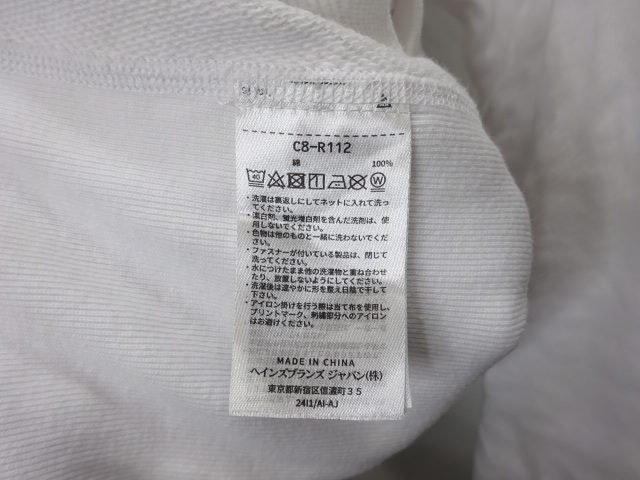 C8-R112
綿 100%
40
・洗濯は裏返しにしてネットに入れて洗っ
てください。
・漂白剤、蛍光増白剤を含んだ洗剤は、使
用しないで下さい。
・色物は他のものと一緒に洗わないでくだ
さい。
・ファスナーが付いている製品は、閉じて
洗ってください。
・水につけたまま他の洗濯物と重ね合わせ
たり、放置しないようにしてください。
・洗濯後は速やかに形を整え日陰で干して
下さい。
・アイロン掛けを行う際は当て布を使用し、
プリントマーク、刺繍部分へのアイロン
はお避けください。
MADE IN CHINA
ヘインズブランズ ジャパン(株)
東京都新宿区信濃町35
24I1/AI-AJ